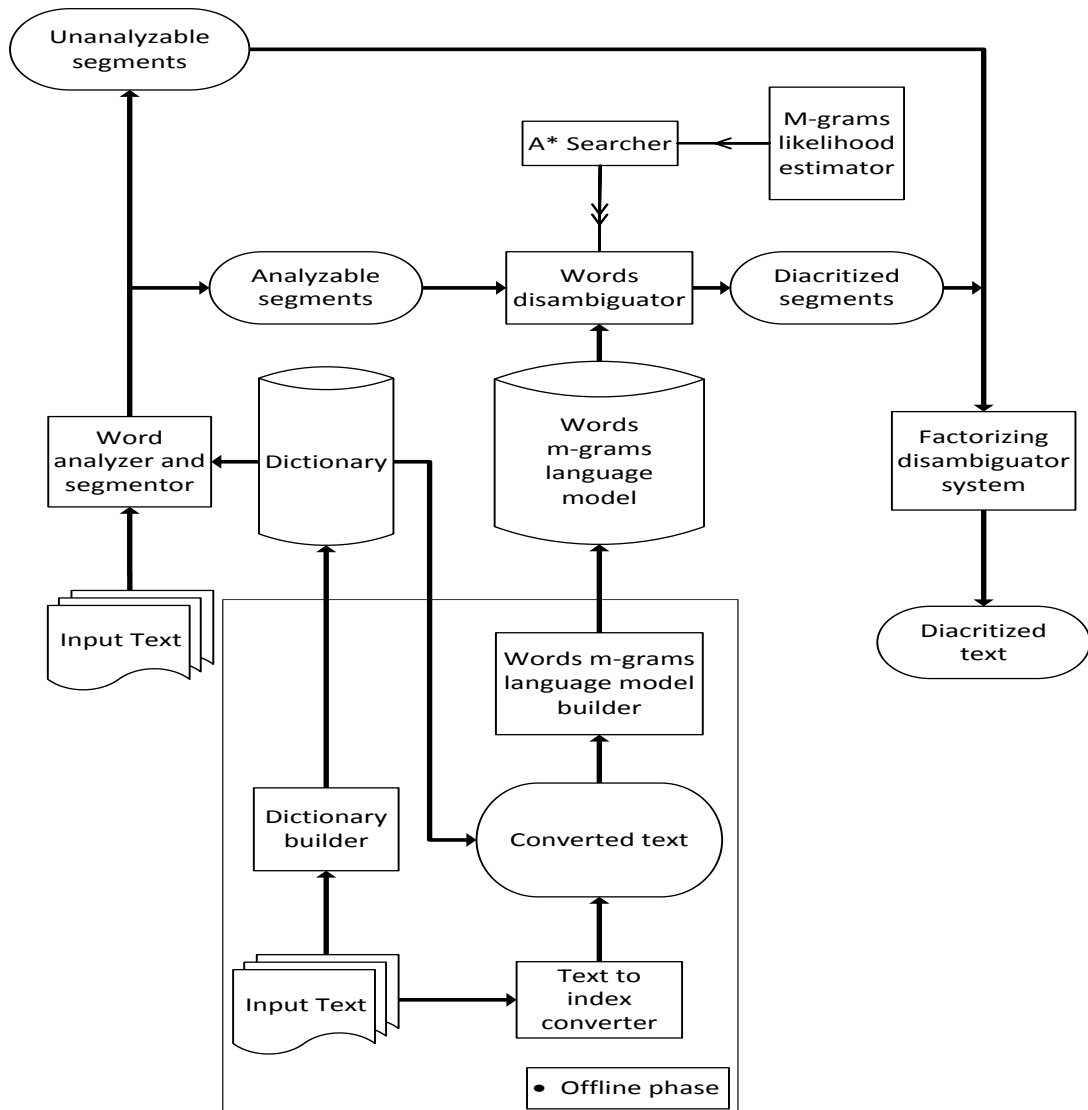 Unanalyzable
segments
A* Searcher
M-grams
likelihood
estimator
Analyzable
segments
Words
disambiguator
Diacritized
segments
Word
analyzer and
segmentor
Dictionary
Words
m-grams
language
model
Factorizing
disambiguator
system
Input Text
Diacritized
text
Words m-grams
language model
builder
Dictionary
builder
Converted text
Input Text
Text to
index
converter
• Offline phase